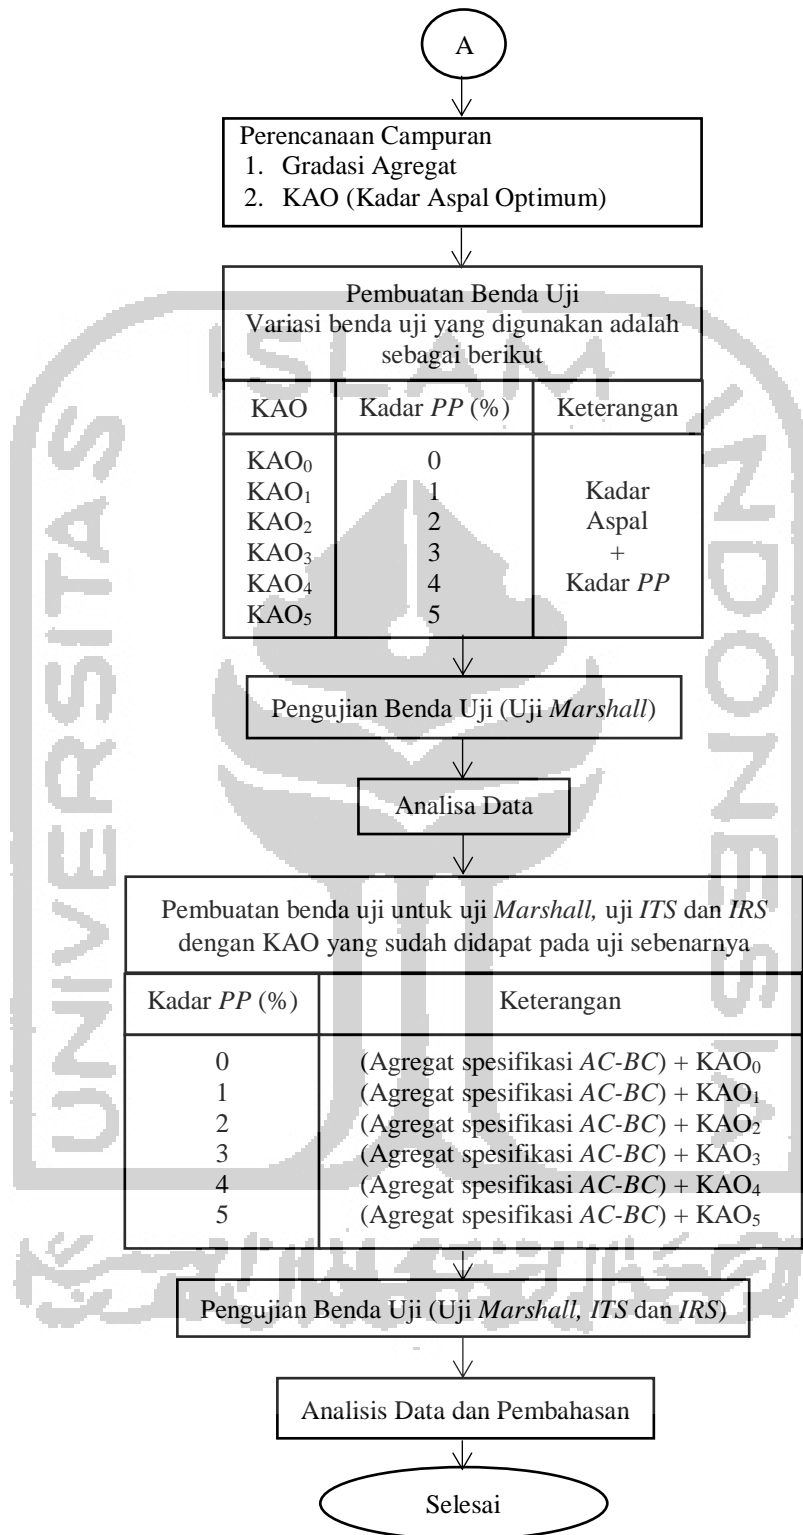 A
Perencanaan Campuran
1. Gradasi Agregat
2. KAO (Kadar Aspal Optimum)
Pembuatan Benda Uji
Variasi benda uji yang digunakan adalah
sebagai berikut
KAO Kadar PP (%) Keterangan
KAO₀ 0
KAO₁ 1 Kadar
KAO₂ 2 Aspal
KAO₃ 3 +
KAO₄ 4 Kadar PP
KAO₅ 5
Pengujian Benda Uji (Uji Marshall)
Analisa Data
Pembuatan benda uji untuk uji Marshall, uji ITS dan IRS
dengan KAO yang sudah didapat pada uji sebenarnya
Kadar PP (%) Keterangan
0 (Agregat spesifikasi AC-BC) + KAO₀
1 (Agregat spesifikasi AC-BC) + KAO₁
2 (Agregat spesifikasi AC-BC) + KAO₂
3 (Agregat spesifikasi AC-BC) + KAO₃
4 (Agregat spesifikasi AC-BC) + KAO₄
5 (Agregat spesifikasi AC-BC) + KAO₅
Pengujian Benda Uji (Uji Marshall, ITS dan IRS)
Analisis Data dan Pembahasan
Selesai
UNIVERSITAS
ISLAM
INDONESIA